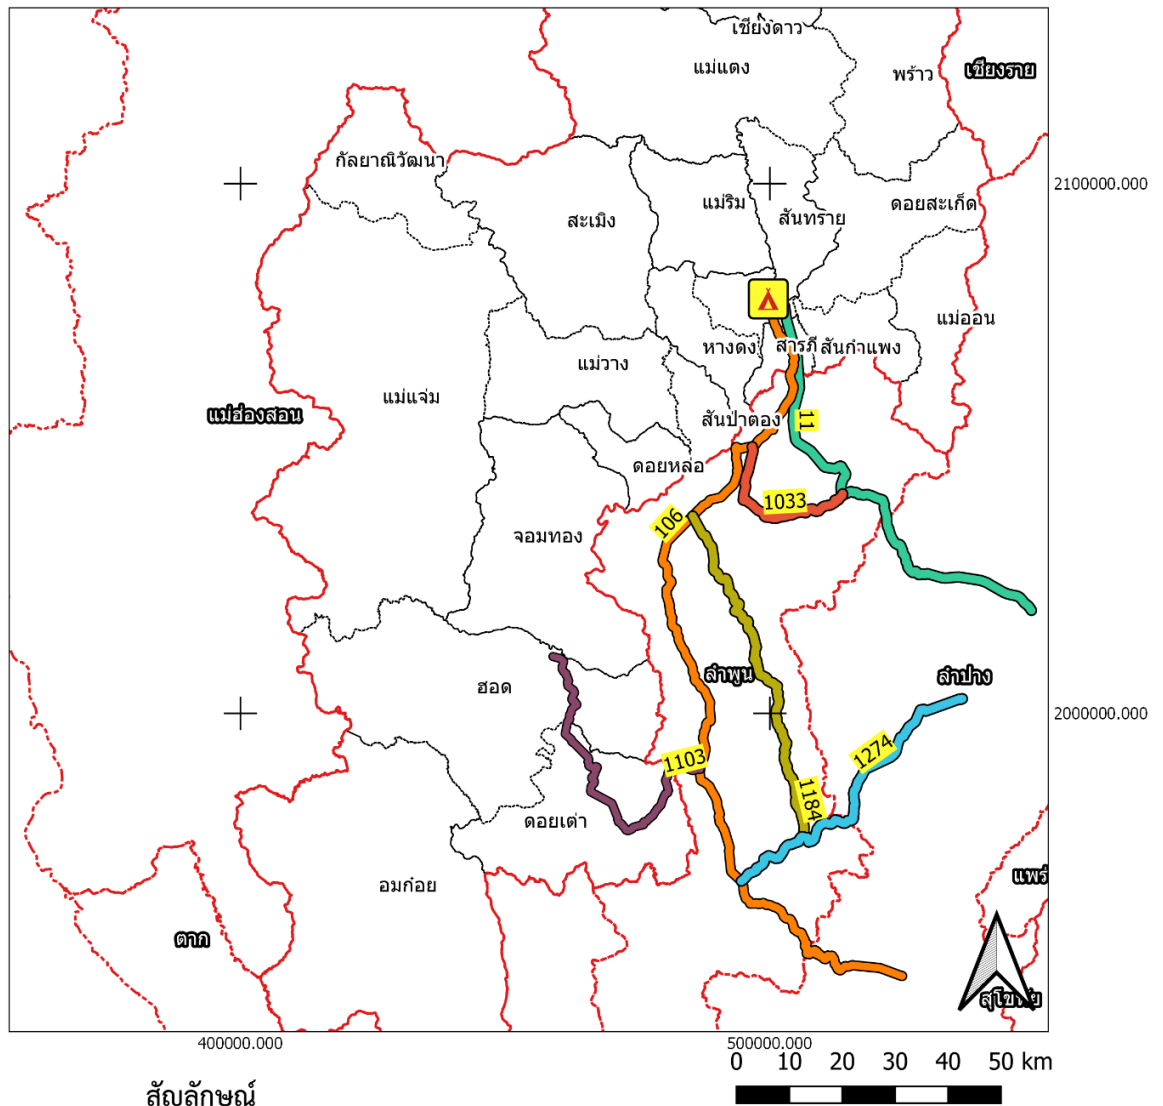 เชียงดาว
แม่แตง
พร้าว
เชียงราย
กัลยาณิวัฒนา
2100000.000
แม่ริม
ดอยสะเก็ด
สะเมิง
สันทราย
แม่ออน
หางดง
สารภี
สันกำแพง
แม่วาง
แม่แจ่ม
แม่ฮ่องสอน
สันป่าตอง
11
ดอยหล่อ
1033
106
จอมทอง
ลำพูน
ลำปาง
ฮอด
2000000.000
1274
1103
1184
ดอยเต่า
แพร่
อมก๋อย
ตาก
สุโขทัย
400000.000
500000.000
0 10 20 30 40 50 km
สัญลักษณ์